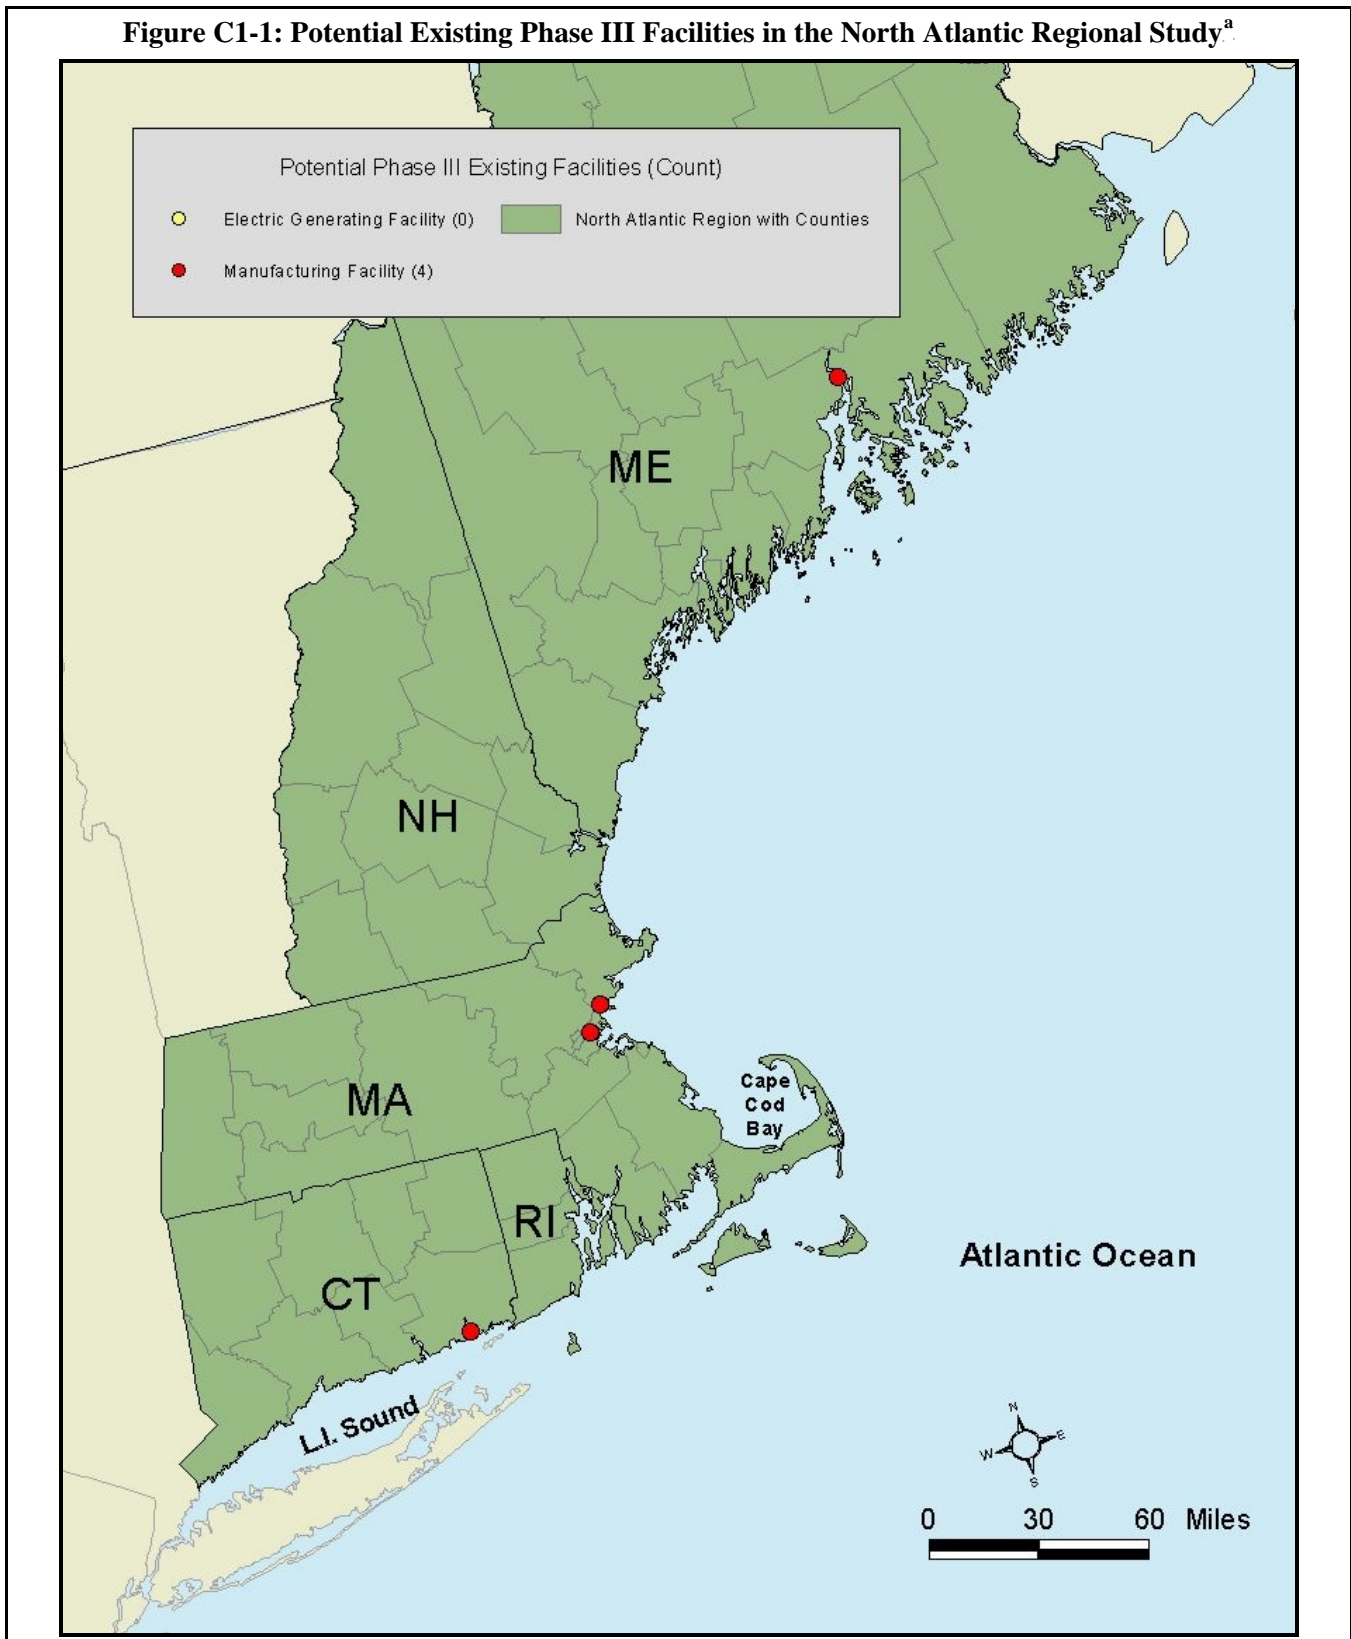 Figure C1-1: Potential Existing Phase III Facilities in the North Atlantic Regional Study.a
Potential Phase III Existing Facilities (Count)
Electric Generating Facility (0)
North Atlantic Region with Counties
Manufacturing Facility (4)
ME
NH
MA
Cape
Cod
Bay
RI
CT
Atlantic Ocean
L.I. Sound
N
W
E
S
0 30 60 Miles